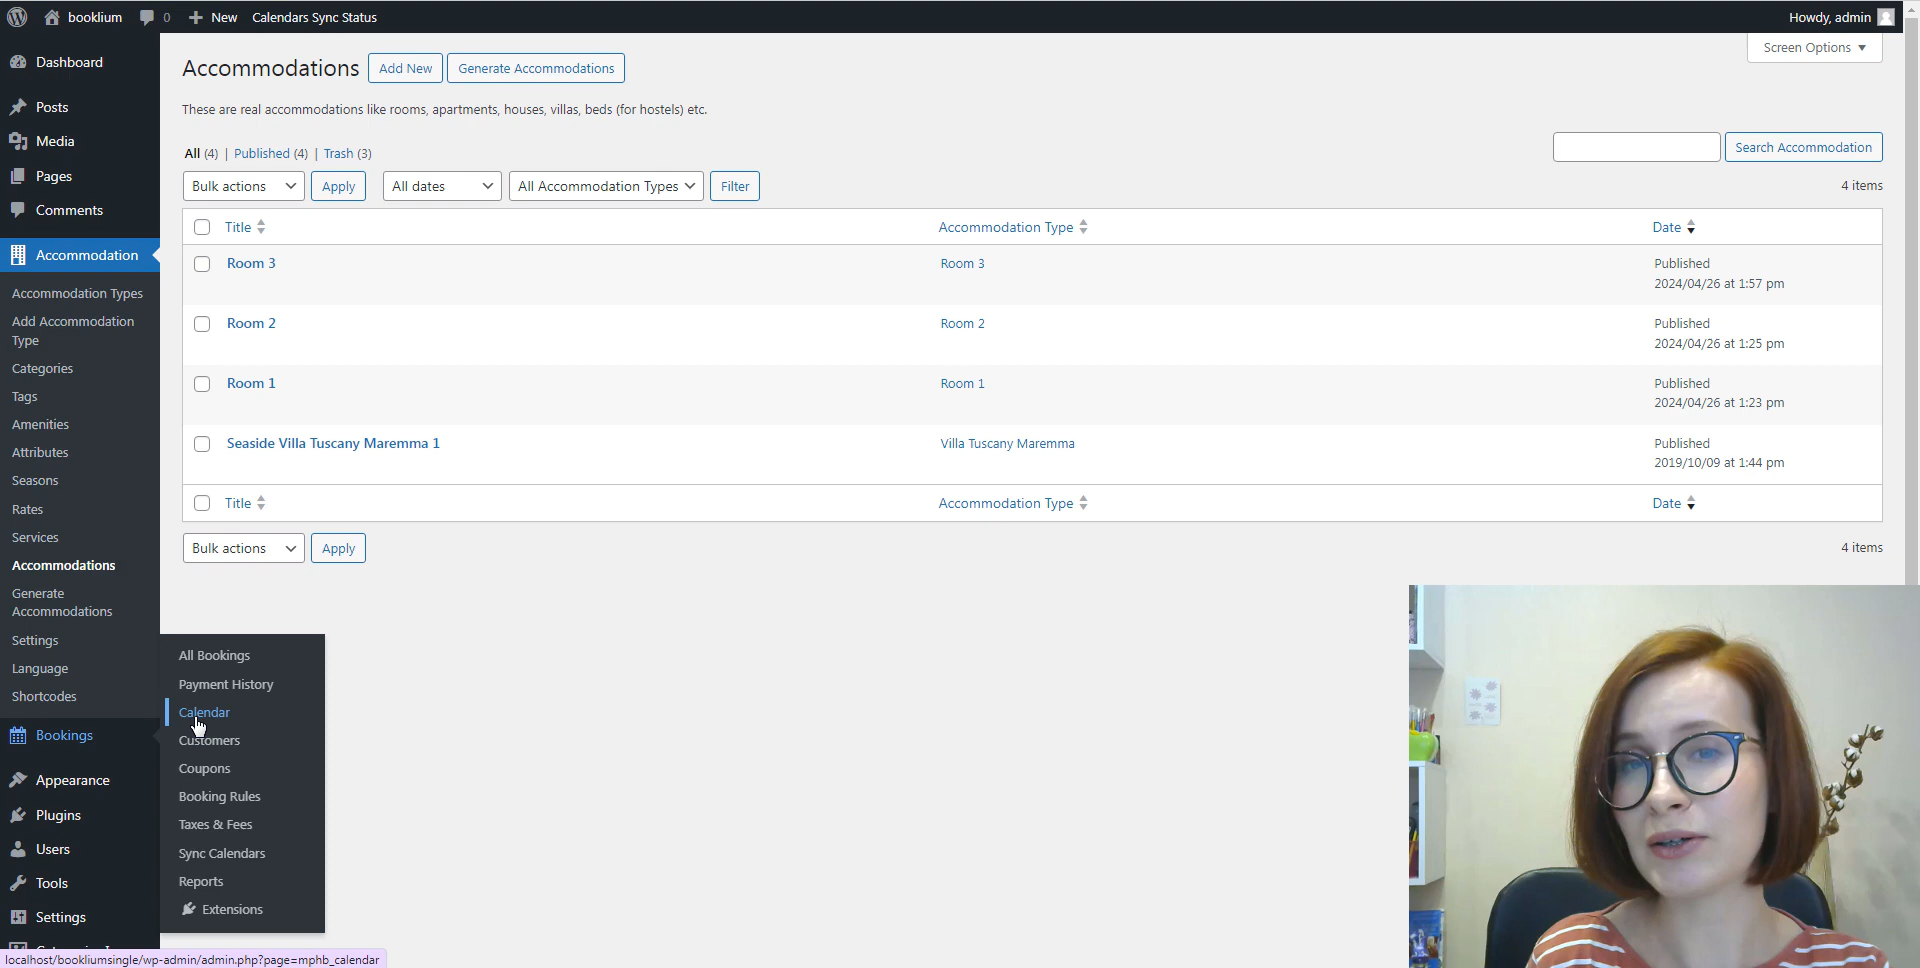 booklium
0
New
Calendars Sync Status
Howdy, admin
Screen Options
Dashboard
Posts
Media
Pages
Comments
Accommodation
Accommodation Types
Add Accommodation
Type
Categories
Tags
Amenities
Attributes
Seasons
Rates
Services
Accommodations
Generate
Accommodations
Settings
Language
Shortcodes
Bookings
Appearance
Plugins
Users
Tools
Settings
All Bookings
Payment History
Calendar
Customers
Coupons
Booking Rules
Taxes & Fees
Sync Calendars
Reports
Extensions
Accommodations
Add New
Generate Accommodations
These are real accommodations like rooms, apartments, houses, villas, beds (for hostels) etc.
All (4) | Published (4) | Trash (3)
Search Accommodation
Bulk actions
Apply
All dates
All Accommodation Types
Filter
4 items
Title
Accommodation Type
Date
Room 3
Room 3
Published
2024/04/26 at 1:57 pm
Room 2
Room 2
Published
2024/04/26 at 1:25 pm
Room 1
Room 1
Published
2024/04/26 at 1:23 pm
Seaside Villa Tuscany Maremma 1
Villa Tuscany Maremma
Published
2019/10/09 at 1:44 pm
Title
Accommodation Type
Date
Bulk actions
Apply
4 items
localhost/bookliumsingle/wp-admin/admin.php?page=mphb_calendar